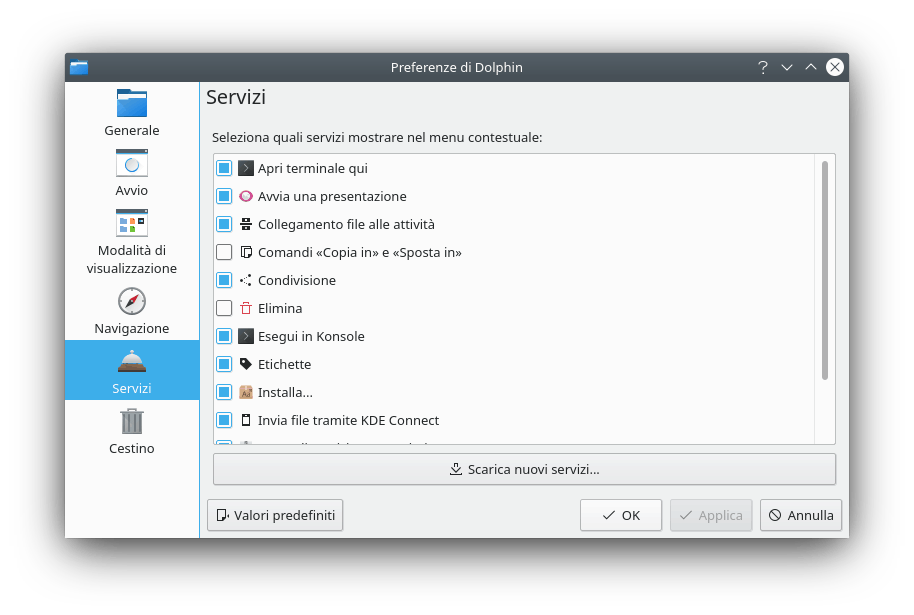 Preferenze di Dolphin
Generale
Avvio
Modalità di
visualizzazione
Navigazione
Servizi
Cestino
Servizi
Seleziona quali servizi mostrare nel menu contestuale:
Apri terminale qui
Avvia una presentazione
Collegamento file alle attività
Comandi «Copia in» e «Sposta in»
Condivisione
Elimina
Esegui in Konsole
Etichette
Installa...
Invia file tramite KDE Connect
Scarica nuovi servizi...
Valori predefiniti
OK
Applica
Annulla